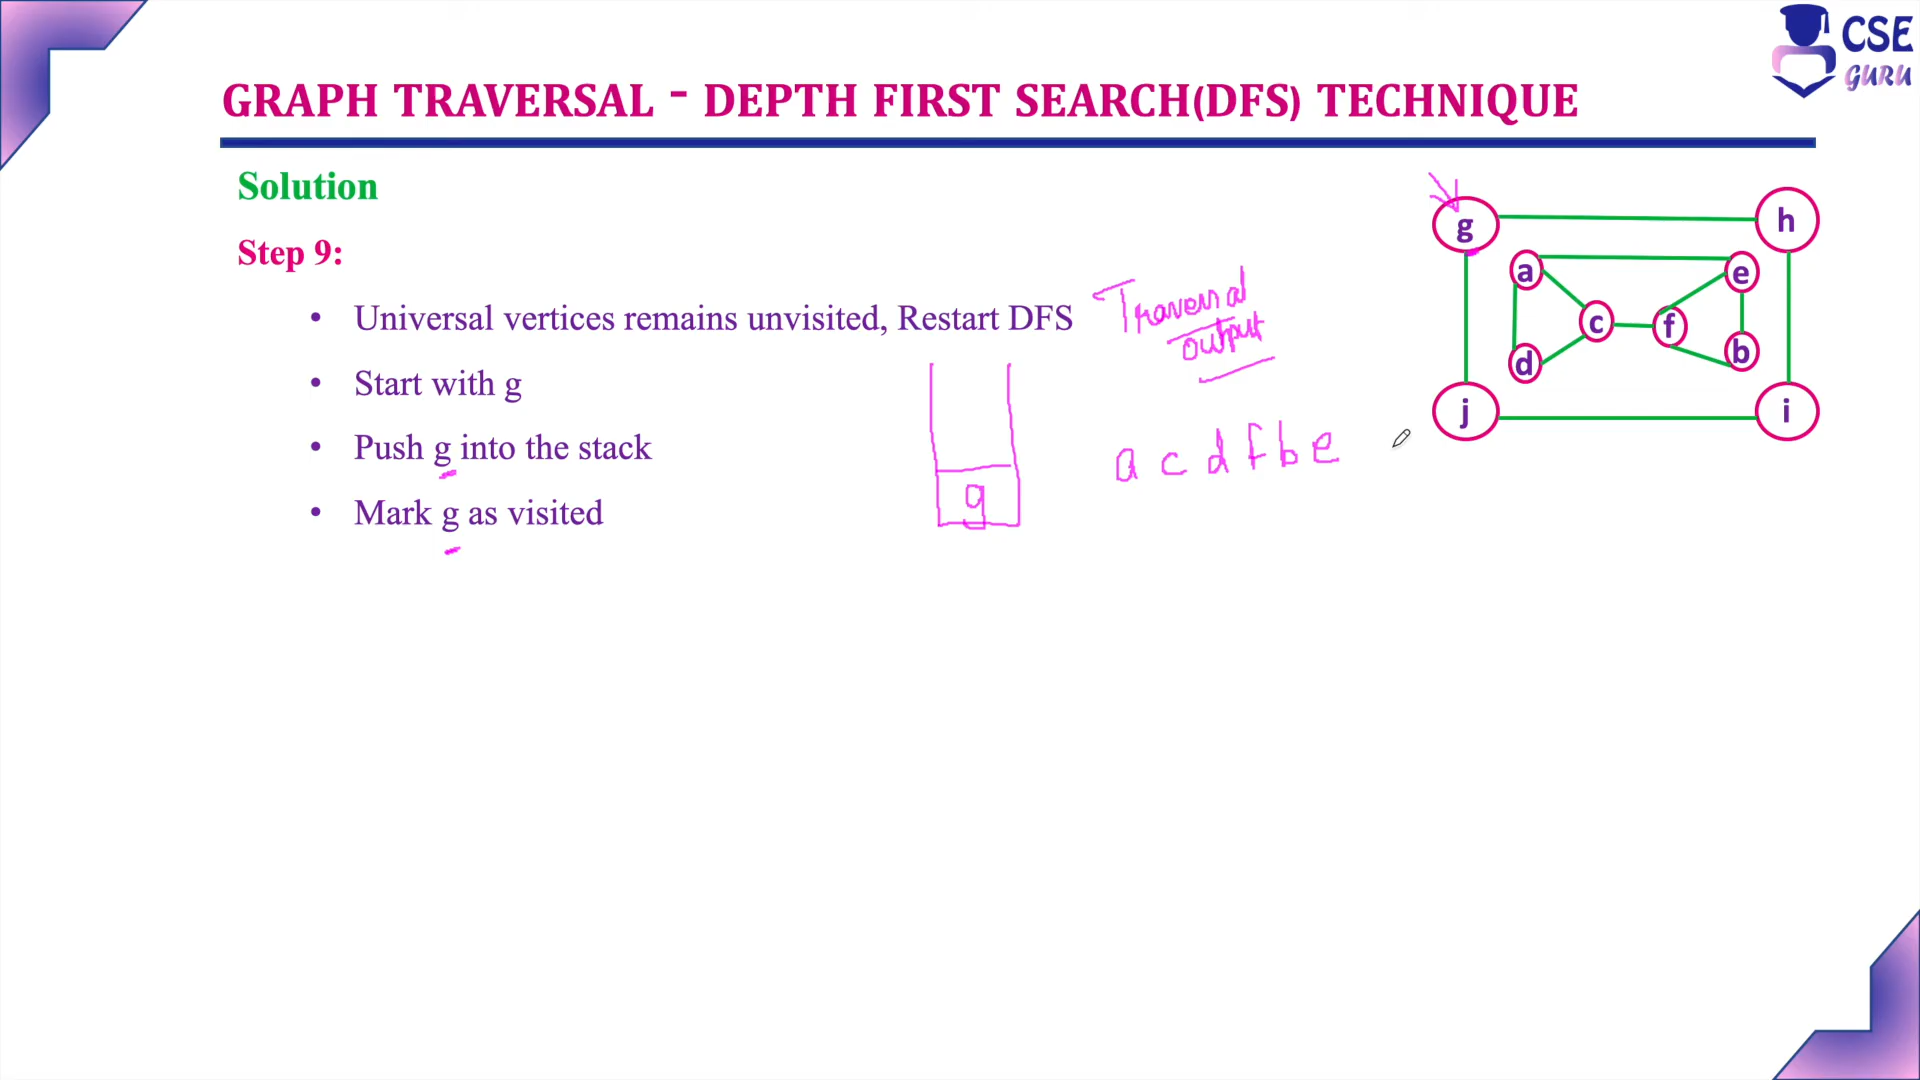 CSE
GURU
GRAPH TRAVERSAL - DEPTH FIRST SEARCH(DFS) TECHNIQUE
Solution
Step 9:
• Universal vertices remains unvisited, Restart DFS
• Start with g
• Push g into the stack
• Mark g as visited
Traversal
output
g
a c d f b e
g h
a e
c f
d b
j i